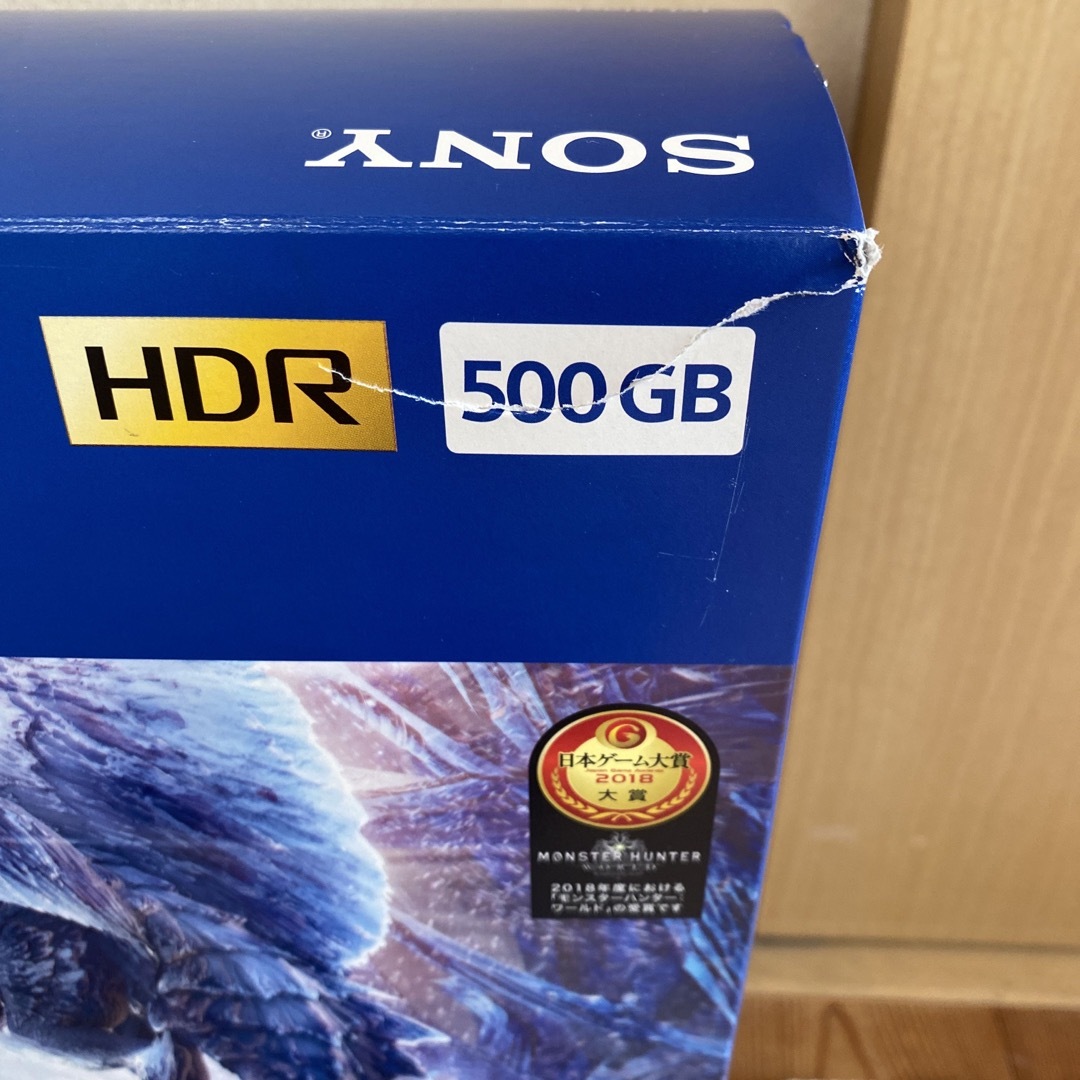 SONY®
HDR
500GB
G
日本ゲーム大賞
2018
大賞
MONSTER HUNTER
WORLD
2018年度における
「モンスターハンター:
ワールド」の受賞です